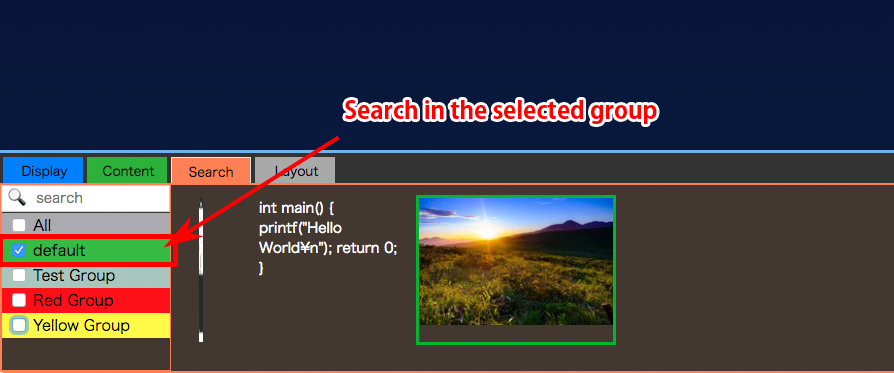 Search in the selected group
Display
Content
Search
Layout
search
All
default
Test Group
Red Group
Yellow Group
int main() {
printf("Hello
World¥n"); return 0;
}